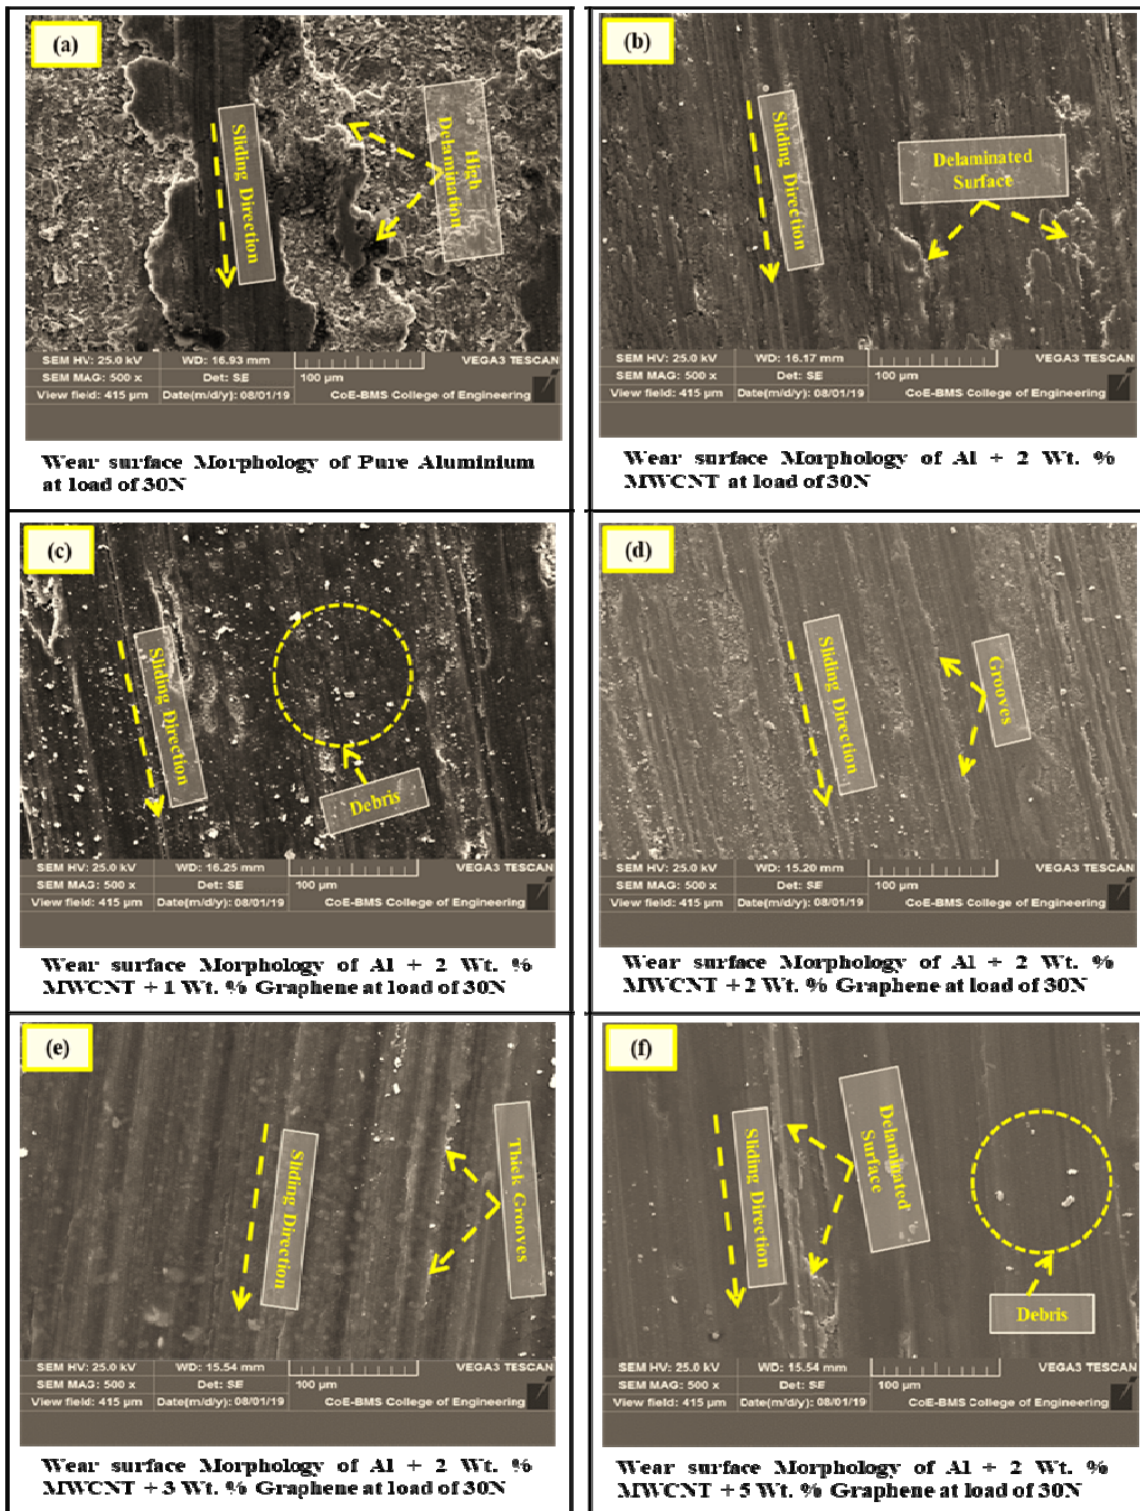 (a)
Sliding Direction
High
Delamination
SEM HV: 25.0 kV WD: 16.93 mm VEGA3 TESCAN
SEM MAG: 500 x Det: SE 100 µm
View field: 415 µm Date(m/d/y): 08/01/19 CoE-BMS College of Engineering
Wear surface Morphology of Pure Aluminium
at load of 30N
(b)
Sliding Direction
Delaminated
Surface
SEM HV: 25.0 kV WD: 16.17 mm VEGA3 TESCAN
SEM MAG: 500 x Det: SE 100 µm
View field: 415 µm Date(m/d/y): 08/01/19 CoE-BMS College of Engineering
Wear surface Morphology of Al + 2 Wt. %
MWCNT at load of 30N
(c)
Sliding Direction
Debris
SEM HV: 25.0 kV WD: 16.25 mm VEGA3 TESCAN
SEM MAG: 500 x Det: SE 100 µm
View field: 415 µm Date(m/d/y): 08/01/19 CoE-BMS College of Engineering
Wear surface Morphology of Al + 2 Wt. %
MWCNT + 1 Wt. % Graphene at load of 30N
(d)
Sliding Direction
Grooves
SEM HV: 25.0 kV WD: 15.20 mm VEGA3 TESCAN
SEM MAG: 500 x Det: SE 100 µm
View field: 415 µm Date(m/d/y): 08/01/19 CoE-BMS College of Engineering
Wear surface Morphology of Al + 2 Wt. %
MWCNT + 2 Wt. % Graphene at load of 30N
(e)
Sliding Direction
Thick Grooves
SEM HV: 25.0 kV WD: 15.54 mm VEGA3 TESCAN
SEM MAG: 500 x Det: SE 100 µm
View field: 415 µm Date(m/d/y): 08/01/19 CoE-BMS College of Engineering
Wear surface Morphology of Al + 2 Wt. %
MWCNT + 3 Wt. % Graphene at load of 30N
(f)
Sliding Direction
Delaminated
Surface
Debris
SEM HV: 25.0 kV WD: 15.54 mm VEGA3 TESCAN
SEM MAG: 500 x Det: SE 100 µm
View field: 415 µm Date(m/d/y): 08/01/19 CoE-BMS College of Engineering
Wear surface Morphology of Al + 2 Wt. %
MWCNT + 5 Wt. % Graphene at load of 30N